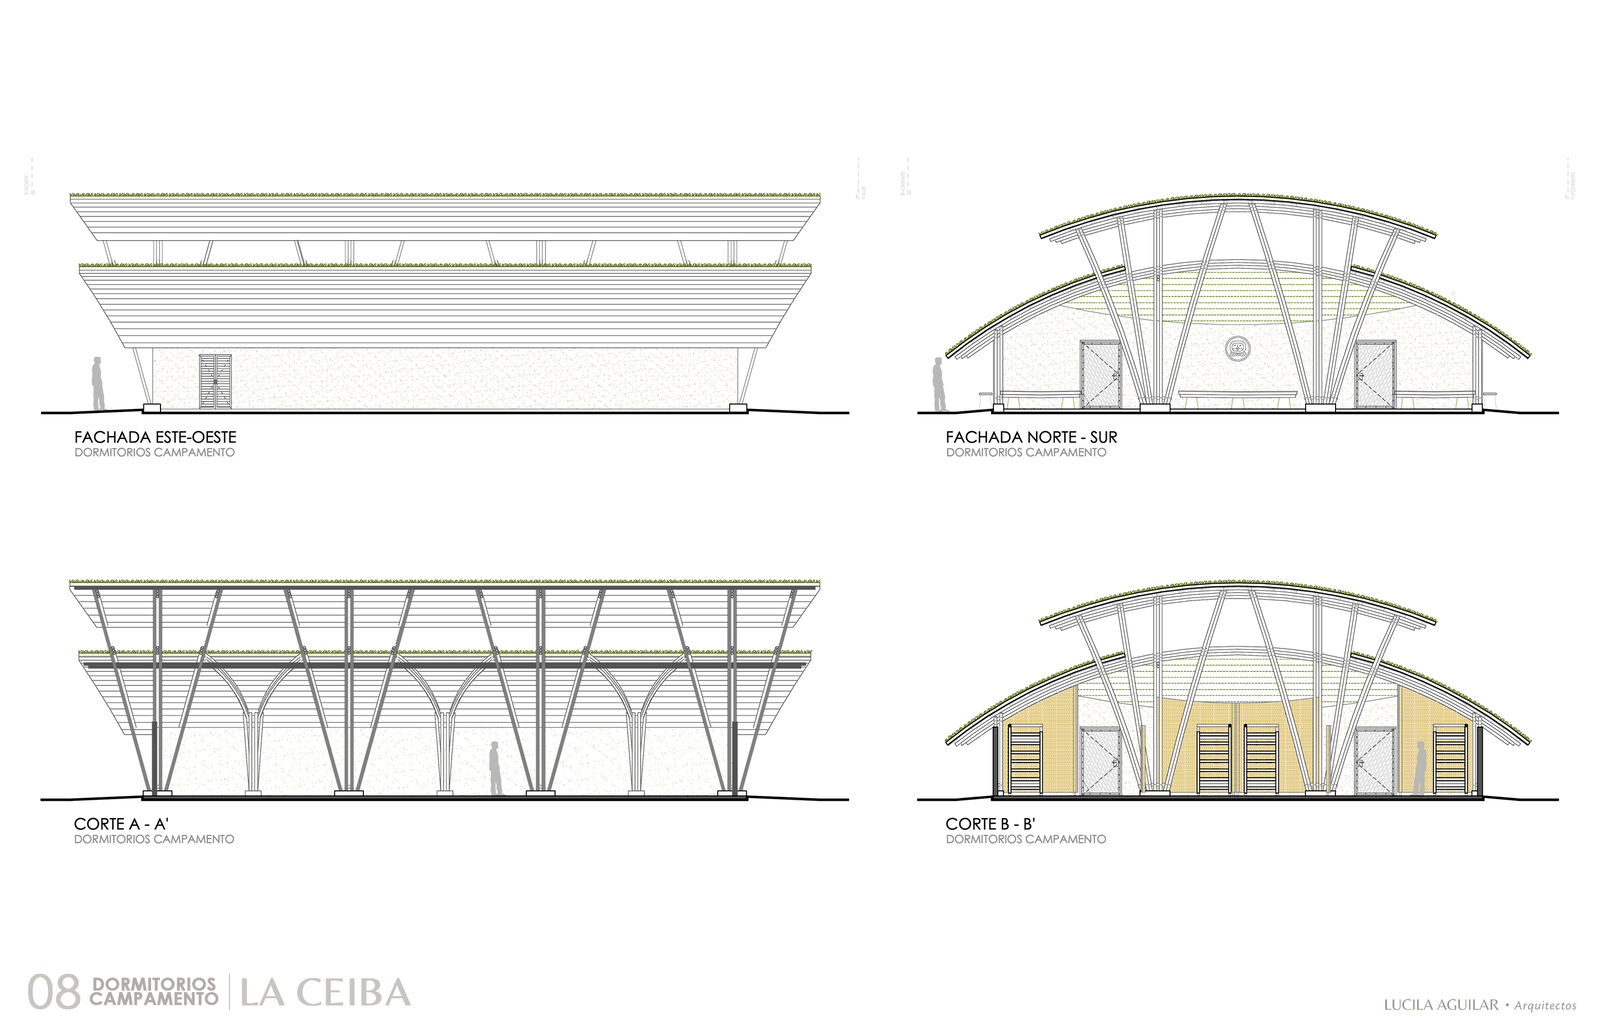 FACHADA ESTE-OESTE
DORMITORIOS CAMPAMENTO
FACHADA NORTE - SUR
DORMITORIOS CAMPAMENTO
CORTE A - A'
DORMITORIOS CAMPAMENTO
CORTE B - B'
DORMITORIOS CAMPAMENTO
08 DORMITORIOS
CAMPAMENTO
LA CEIBA
LUCILA AGUILAR • Arquitectos